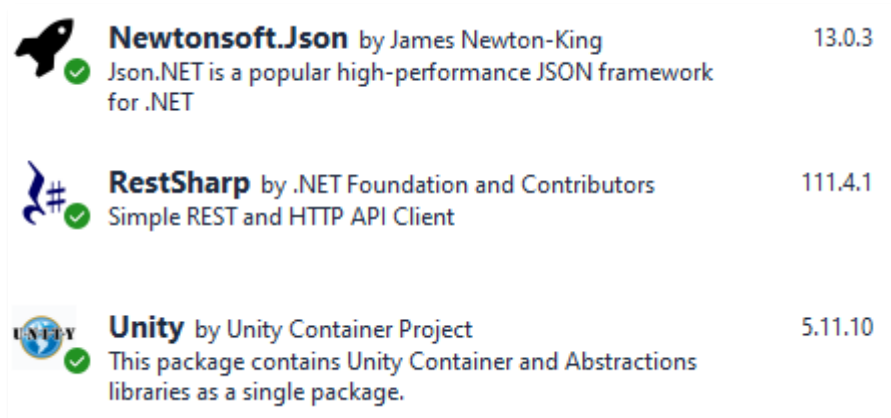 Newtonsoft.Json by James Newton-King 13.0.3
Json.NET is a popular high-performance JSON framework
for .NET
RestSharp by .NET Foundation and Contributors 111.4.1
Simple REST and HTTP API Client
UNITY
Unity by Unity Container Project 5.11.10
This package contains Unity Container and Abstractions
libraries as a single package.